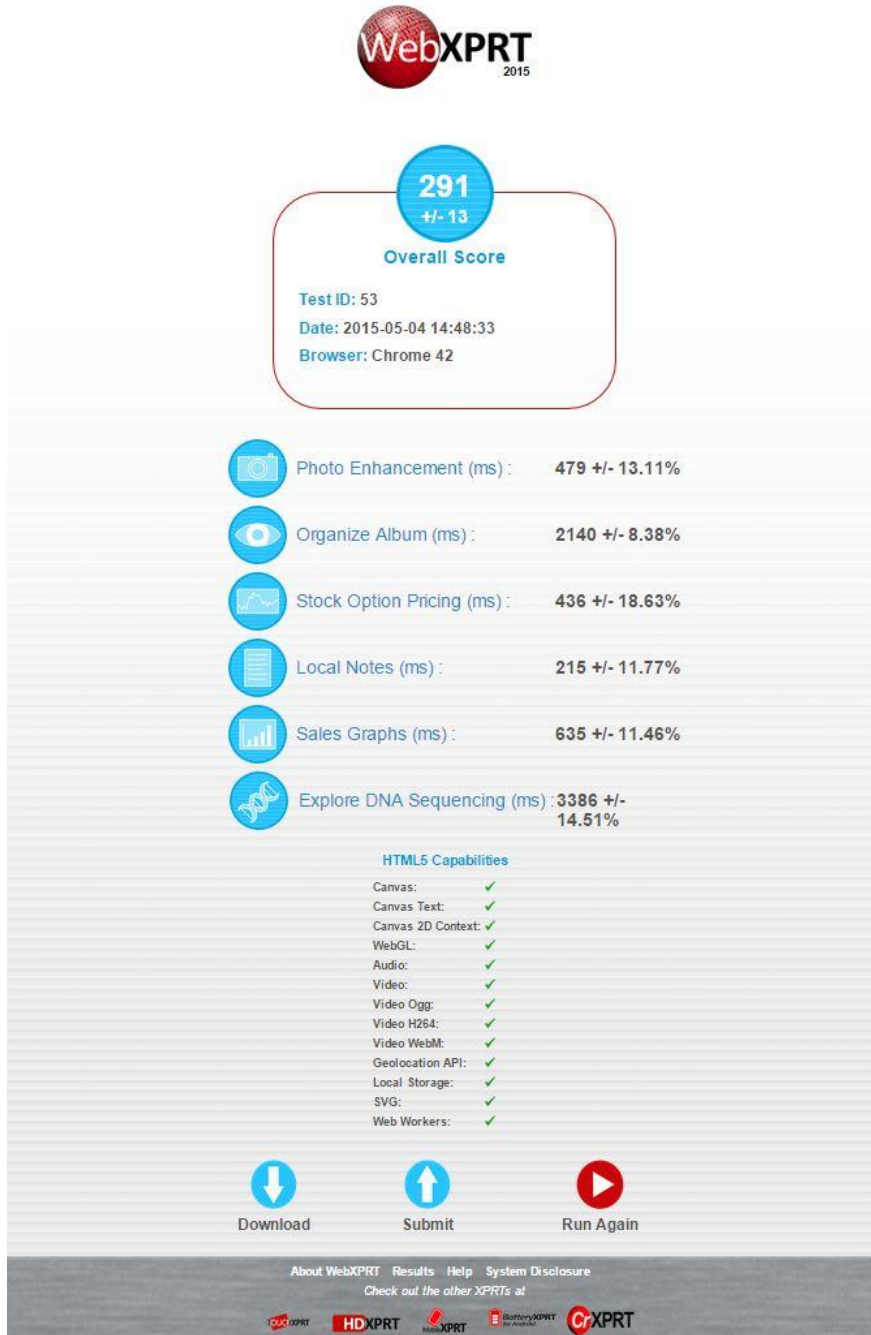 WebXPRT
2015
291
+/- 13
Overall Score
Test ID: 53
Date: 2015-05-04 14:48:33
Browser: Chrome 42
Photo Enhancement (ms) : 479 +/- 13.11%
Organize Album (ms) : 2140 +/- 8.38%
Stock Option Pricing (ms) : 436 +/- 18.63%
Local Notes (ms) : 215 +/- 11.77%
Sales Graphs (ms) : 635 +/- 11.46%
Explore DNA Sequencing (ms) : 3386 +/-
14.51%
HTML5 Capabilities
Canvas: ✓
Canvas Text: ✓
Canvas 2D Context: ✓
WebGL: ✓
Audio: ✓
Video: ✓
Video Ogg: ✓
Video H264: ✓
Video WebM: ✓
Geolocation API: ✓
Local Storage: ✓
SVG: ✓
Web Workers: ✓
Download Submit Run Again
About WebXPRT Results Help System Disclosure
Check out the other XPRTs at
HDXPRT MobileXPRT BatteryXPRT CrXPRT
for Android